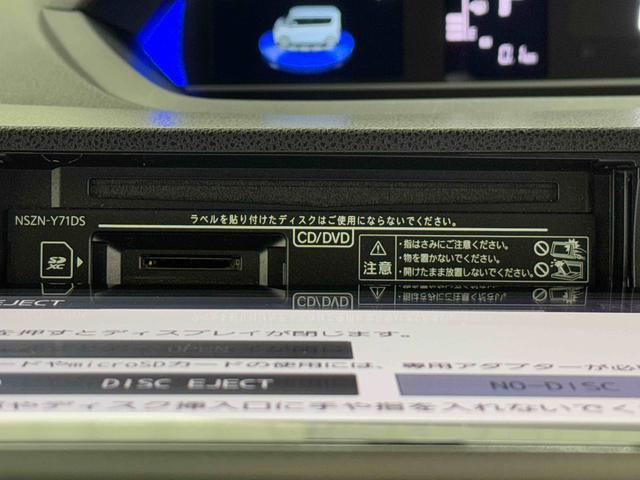 0.1
NSZN-Y71DS
ラベルを貼り付けたディスクはご使用にならないでください。
CD/DVD
SD
XC
注意
・指はさみにご注意ください。
・物を置かないでください。
・開けたまま放置しないでください。
EJECT
を押すとディスプレイが閉じます。
ードやmicroSDカードの使用には、専用アダプターが必
DISC EJECT
NO-DISC
やディスク挿入口に手や指を入れないでく